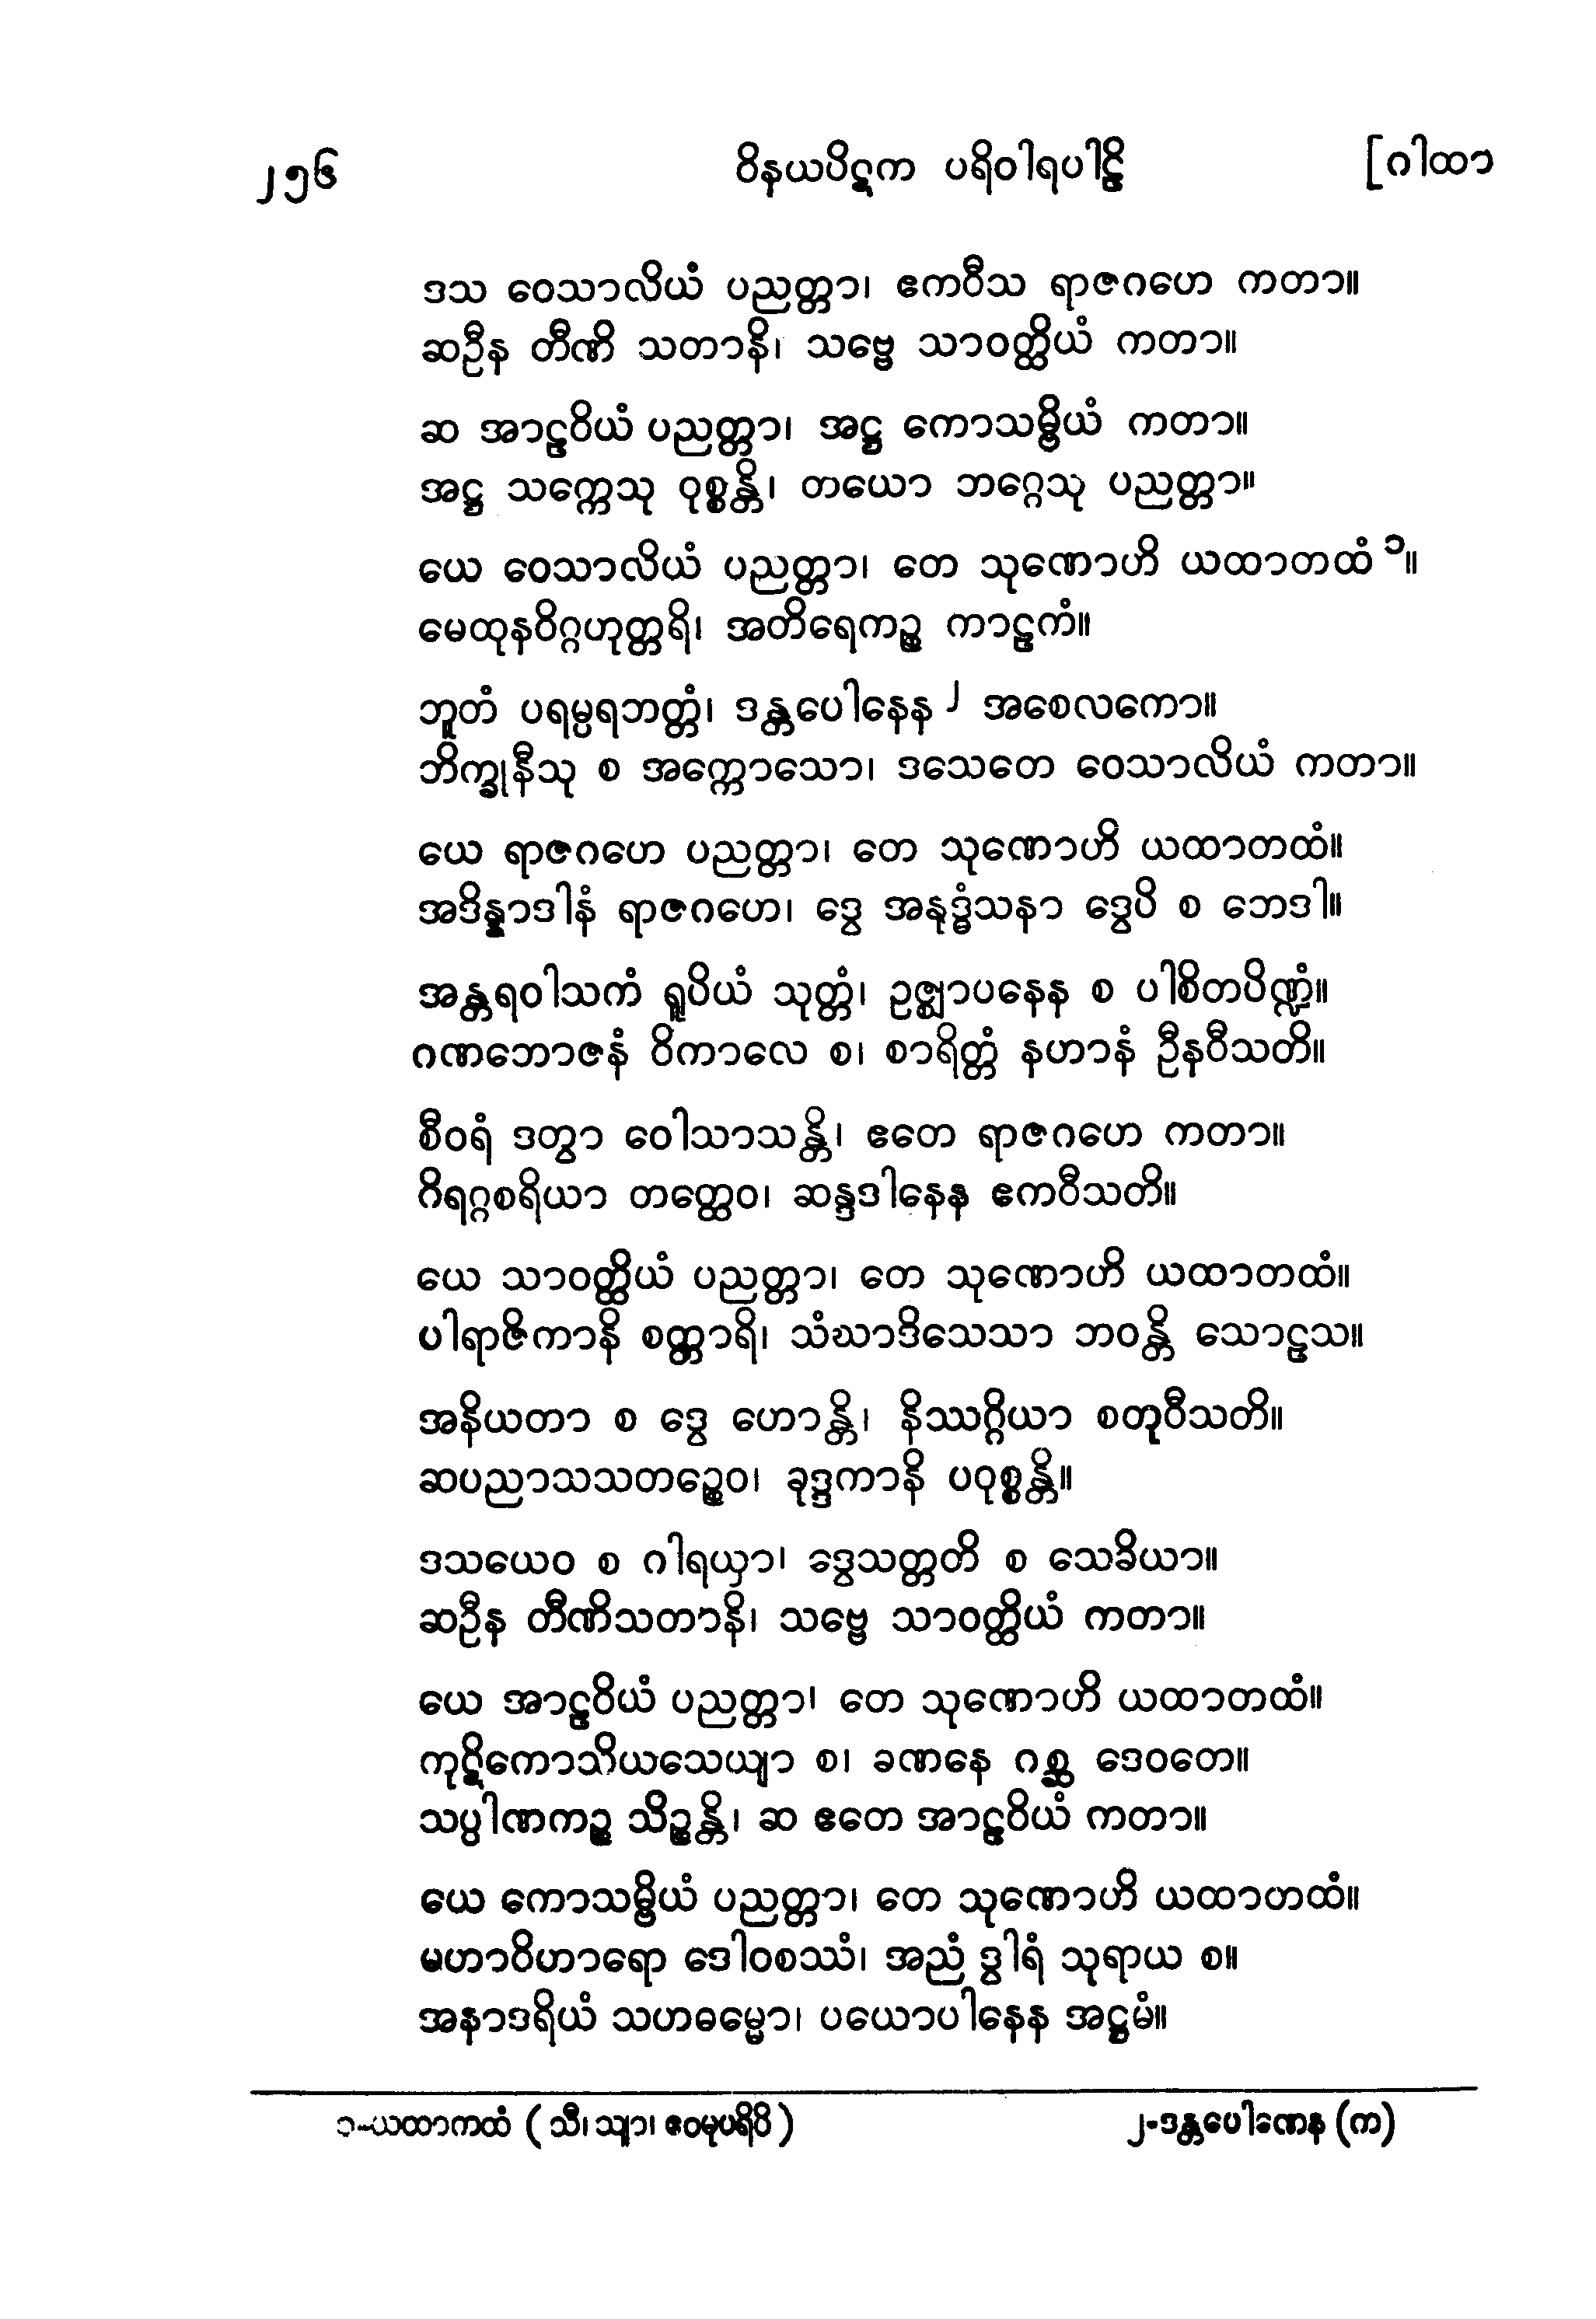 ၂၅၆ ဝိနယပိဋက ပရိဝါရပါဠိ [ဂါထာ
ဒသ ဝေသာလိယံ ပညတ္တာ၊ ဧကဝီသ ရာဇဂဟေ ကတာ။
ဆဦန တီဏိ သတာနိ၊ သဗ္ဗေ သာဝတ္ထိယံ ကတာ။
ဆ အာဠဝိယံ ပညတ္တာ၊ အဋ္ဌ ကောသမ္ဗိယံ ကတာ။
အဋ္ဌ သက္ကေသု ဝုစ္စန္တိ၊ တယော ဘဂ္ဂေသု ပညတ္တာ။
ယေ ဝေသာလိယံ ပညတ္တာ၊ တေ သုဏောဟိ ယထာတထံ ၁။
မေထုနဝိဂ္ဂဟုတ္တရိ၊ အတိရေကဉ္စ ကာဠကံ။
ဘူတံ ပရမ္ပရဘတ္တံ၊ ဒန္တပေါနေန ၂ အစေလကော။
ဘိက္ခုနီသု စ အက္ကောသော၊ ဒသေတေ ဝေသာလိယံ ကတာ။
ယေ ရာဇဂဟေ ပညတ္တာ၊ တေ သုဏောဟိ ယထာတထံ။
အဒိန္နာဒါနံ ရာဇဂဟေ၊ ဒွေ အနုဒ္ဓံသနာ ဒွေပိ စ ဘေဒါ။
အန္တရဝါသကံ ရူပိယံ သုတ္တံ၊ ဥဇ္ဈာပနေန စ ပါစိတပိဏ္ဍံ။
ဂဏဘောဇနံ ဝိကာလေ စ၊ စာရိတ္တံ နဟာနံ ဦနဝီသတိ။
စီဝရံ ဒတွာ ဝေါသာသန္တိ၊ ဧတေ ရာဇဂဟေ ကတာ။
ဂိရဂ္ဂစရိယာ တတ္ထေဝ၊ ဆန္ဒဒါနေန ဧကဝီသတိ။
ယေ သာဝတ္ထိယံ ပညတ္တာ၊ တေ သုဏောဟိ ယထာတထံ။
ပါရာဇိကာနိ စတ္တာရိ၊ သံဃာဒိသေသာ ဘဝန္တိ သောဠသ။
အနိယတာ စ ဒွေ ဟောန္တိ၊ နိဿဂ္ဂိယာ စတုဝီသတိ။
ဆပညာသသတဉ္စေဝ၊ ခုဒ္ဒကာနိ ပဝုစ္စန္တိ။
ဒသယေဝ စ ဂါရယှာ၊ ဒွေသတ္တတိ စ သေခိယာ။
ဆဦန တီဏိသတာနိ၊ သဗ္ဗေ သာဝတ္ထိယံ ကတာ။
ယေ အာဠဝိယံ ပညတ္တာ၊ တေ သုဏောဟိ ယထာတထံ။
ကုဋိကောသိယသေယျာ စ၊ ခဏနေ ဂစ္ဆ ဒေဝတေ။
သပ္ပါဏကဉ္စ သိဉ္စန္တိ၊ ဆ ဧတေ အာဠဝိယံ ကတာ။
ယေ ကောသမ္ဗိယံ ပညတ္တာ၊ တေ သုဏောဟိ ယထာတထံ။
မဟာဝိဟာရော ဒေါဝစဿံ၊ အညံ ဒွါရံ သုရာယ စ။
အနာဒရိယံ သဟဓမ္မော၊ ပယောပါနေန အဋ္ဌမံ။
၁-ယထာကထံ (သီ၊ သျာ၊ ဧဝမုပရိပိ) ၂-ဒန္တပေါဏေန (က)